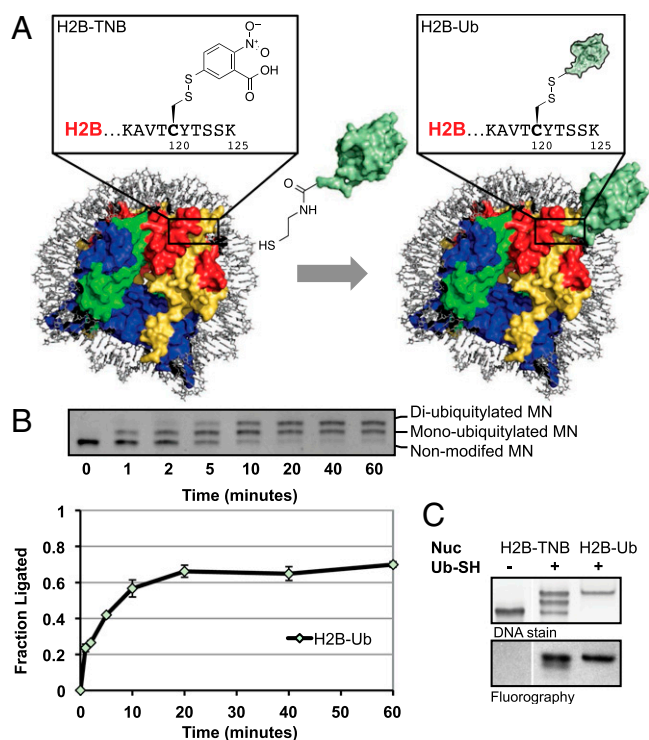 A
H2B-TNB
O⁻
N⁺
O
O
OH
S
S
H2B...KAVTCYTSSK
120 125
H2B-Ub
S
S
H2B...KAVTCYTSSK
120 125
O
NH
HS
B
Di-ubiquitylated MN
Mono-ubiquitylated MN
Non-modifed MN
0 1 2 5 10 20 40 60
Time (minutes)
Fraction Ligated
1
0.8
0.6
0.4
0.2
0
H2B-Ub
0 10 20 30 40 50 60
Time (minutes)
C
Nuc H2B-TNB H2B-Ub
Ub-SH - + +
DNA stain
Fluorography